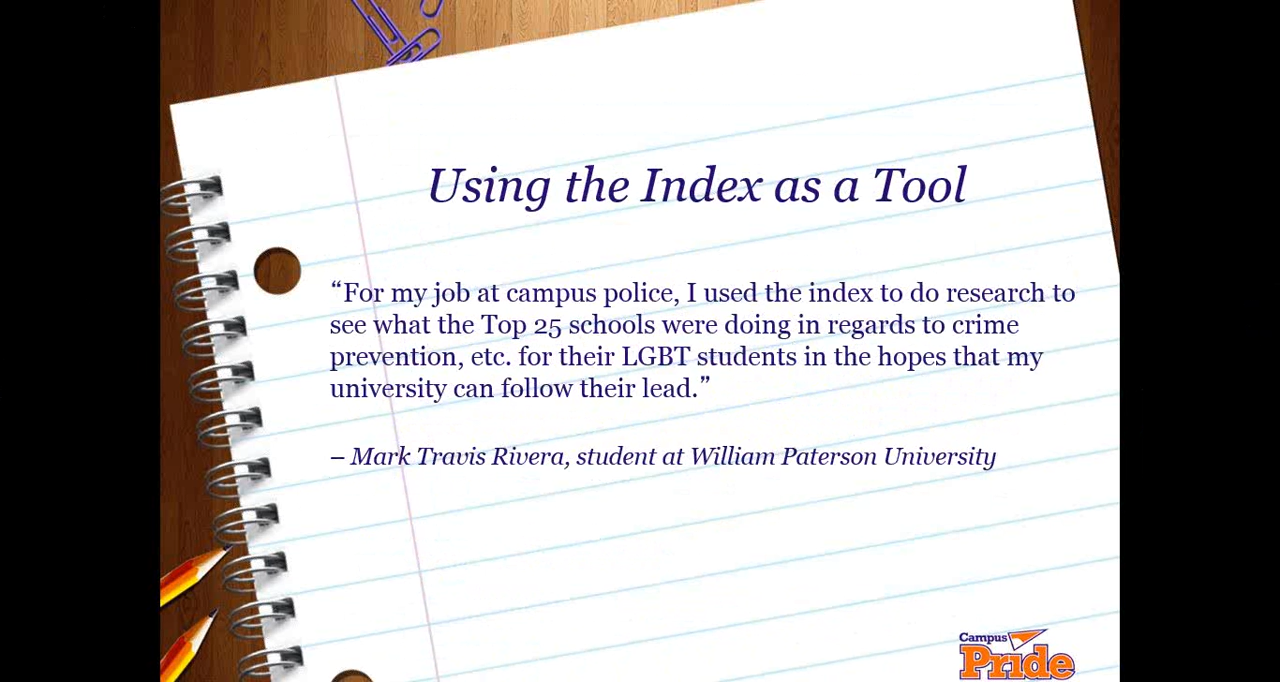 Using the Index as a Tool
“For my job at campus police, I used the index to do research to
see what the Top 25 schools were doing in regards to crime
prevention, etc. for their LGBT students in the hopes that my
university can follow their lead.”
– Mark Travis Rivera, student at William Paterson University
Campus
Pride